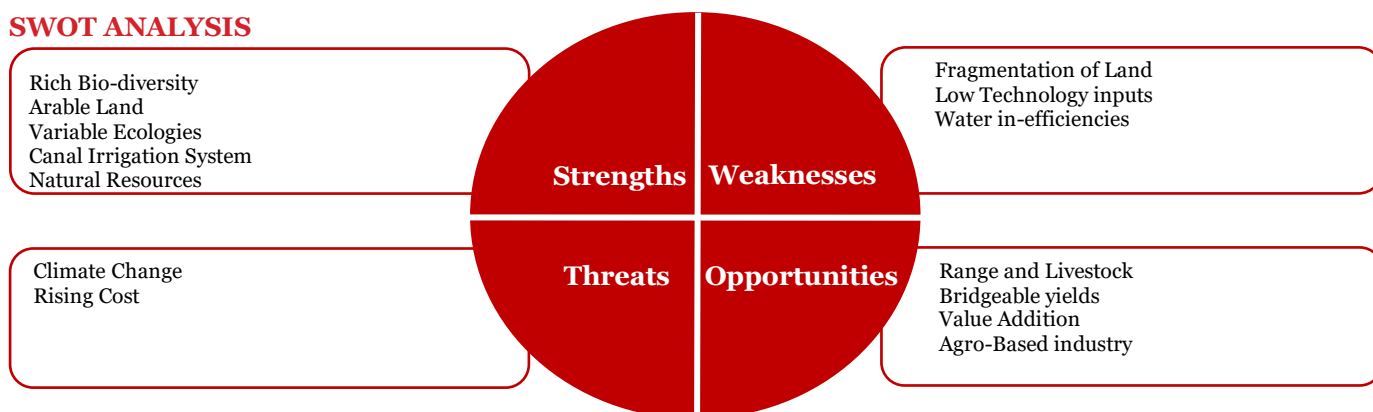 SWOT ANALYSIS
Rich Bio-diversity
Arable Land
Variable Ecologies
Canal Irrigation System
Natural Resources
Strengths
Weaknesses
Fragmentation of Land
Low Technology inputs
Water in-efficiencies
Climate Change
Rising Cost
Threats
Opportunities
Range and Livestock
Bridgeable yields
Value Addition
Agro-Based industry